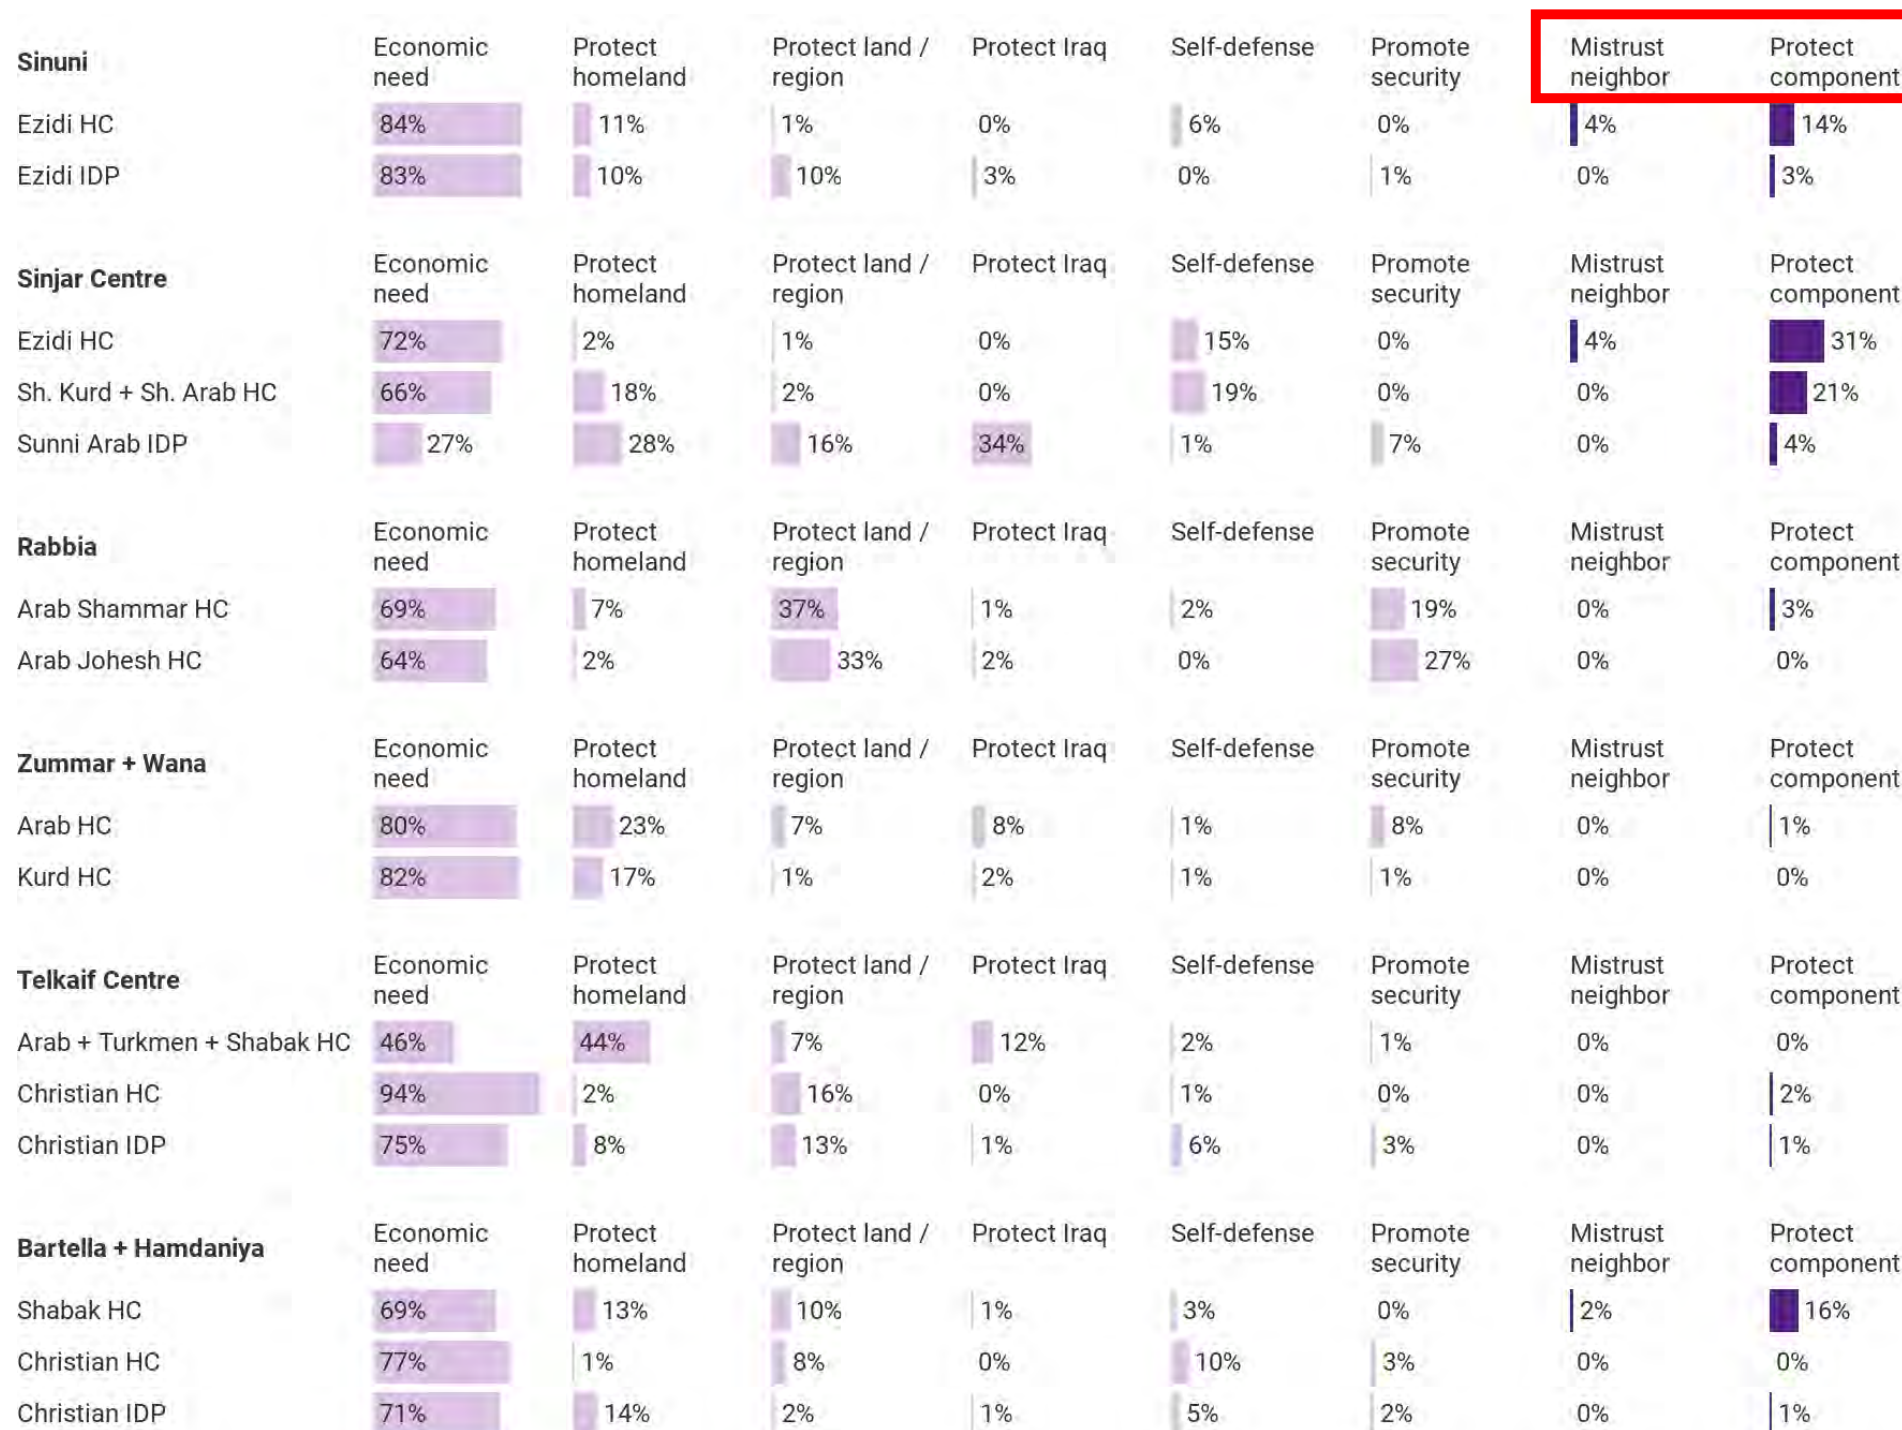 Sinuni Economic need Protect homeland Protect land / region Protect Iraq Self-defense Promote security Mistrust neighbor Protect component
Ezidi HC 84% 11% 1% 0% 6% 0% 4% 14%
Ezidi IDP 83% 10% 10% 3% 0% 1% 0% 3%
Sinjar Centre Economic need Protect homeland Protect land / region Protect Iraq Self-defense Promote security Mistrust neighbor Protect component
Ezidi HC 72% 2% 1% 0% 15% 0% 4% 31%
Sh. Kurd + Sh. Arab HC 66% 18% 2% 0% 19% 0% 0% 21%
Sunni Arab IDP 27% 28% 16% 34% 1% 7% 0% 4%
Rabbia Economic need Protect homeland Protect land / region Protect Iraq Self-defense Promote security Mistrust neighbor Protect component
Arab Shammar HC 69% 7% 37% 1% 2% 19% 0% 3%
Arab Johesh HC 64% 2% 33% 2% 0% 27% 0% 0%
Zummar + Wana Economic need Protect homeland Protect land / region Protect Iraq Self-defense Promote security Mistrust neighbor Protect component
Arab HC 80% 23% 7% 8% 1% 8% 0% 1%
Kurd HC 82% 17% 1% 2% 1% 1% 0% 0%
Telkaif Centre Economic need Protect homeland Protect land / region Protect Iraq Self-defense Promote security Mistrust neighbor Protect component
Arab + Turkmen + Shabak HC 46% 44% 7% 12% 2% 1% 0% 0%
Christian HC 94% 2% 16% 0% 1% 0% 0% 2%
Christian IDP 75% 8% 13% 1% 6% 3% 0% 1%
Bartella + Hamdaniya Economic need Protect homeland Protect land / region Protect Iraq Self-defense Promote security Mistrust neighbor Protect component
Shabak HC 69% 13% 10% 1% 3% 0% 2% 16%
Christian HC 77% 1% 8% 0% 10% 3% 0% 0%
Christian IDP 71% 14% 2% 1% 5% 2% 0% 1%